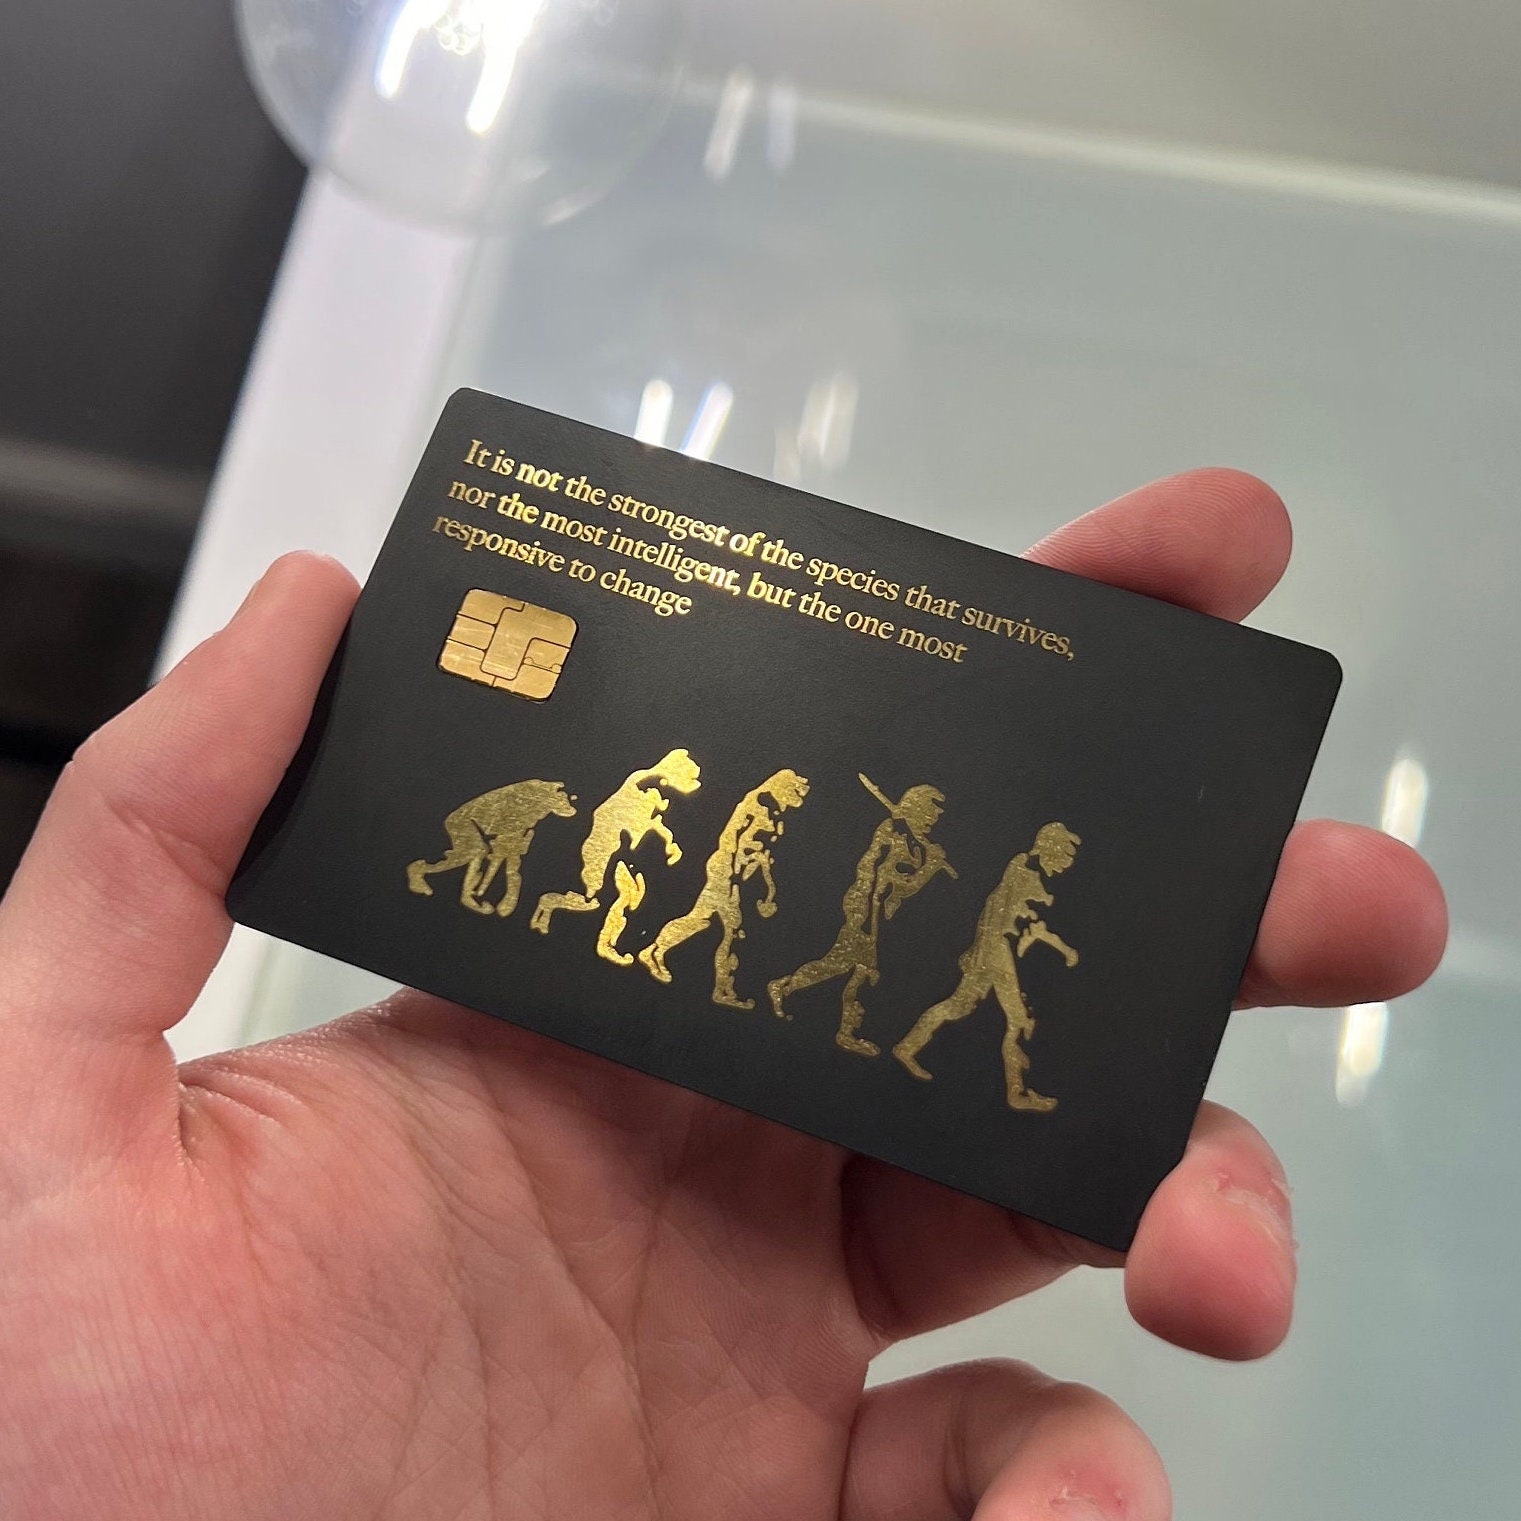 It is not the strongest of the species that survives,
nor the most intelligent, but the one most
responsive to change